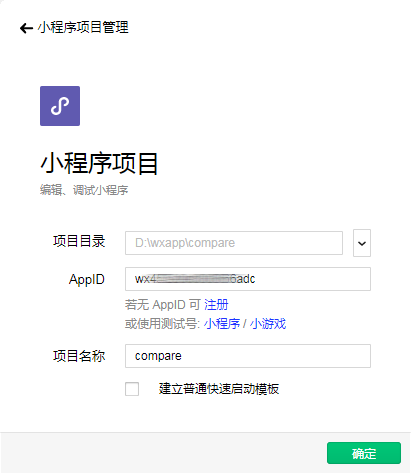 小程序项目管理
小程序项目
编辑、调试小程序
项目目录 D:\wxapp\compare
AppID wx4 6adc
若无 AppID 可 注册
或使用测试号: 小程序 / 小游戏
项目名称 compare
建立普通快速启动模板
确定